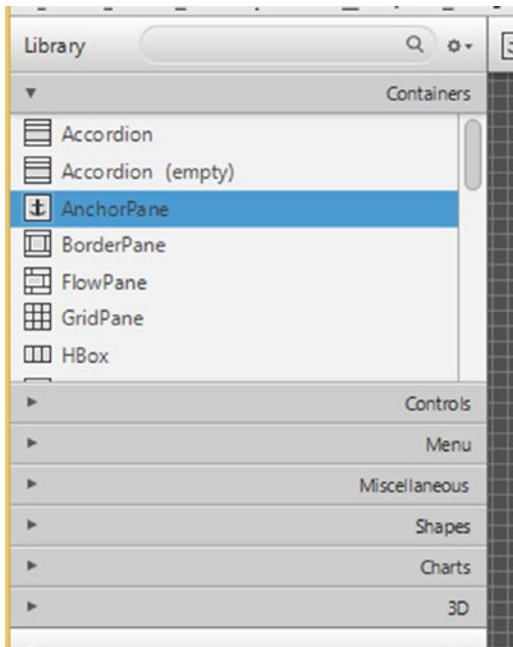 Library
Containers
Accordion
Accordion (empty)
AnchorPane
BorderPane
FlowPane
GridPane
HBox
Controls
Menu
Miscellaneous
Shapes
Charts
3D